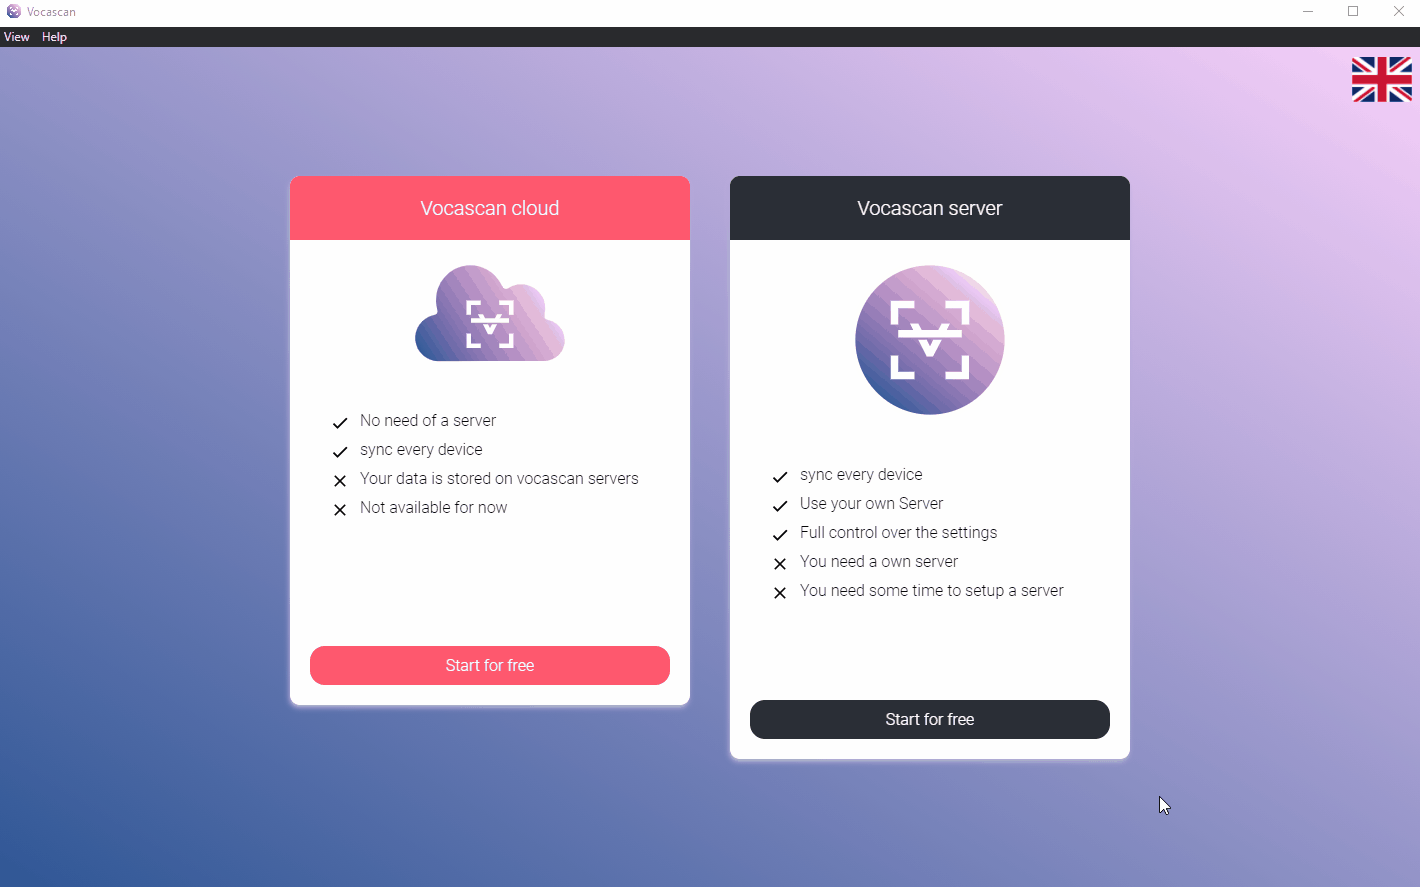 Vocascan
View Help
Vocascan cloud
No need of a server
sync every device
Your data is stored on vocascan servers
Not available for now
Start for free
Vocascan server
sync every device
Use your own Server
Full control over the settings
You need a own server
You need some time to setup a server
Start for free